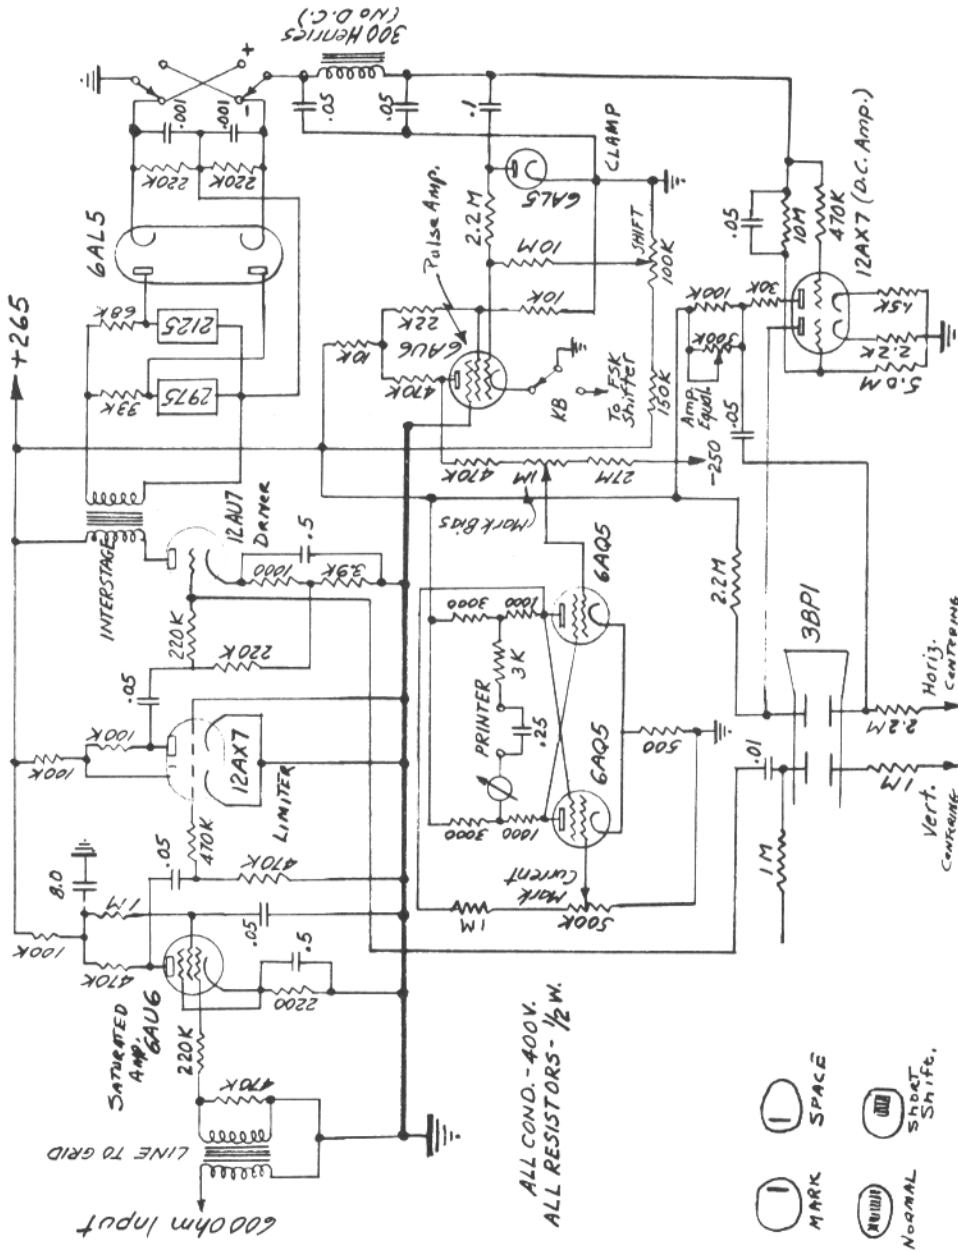 600 Ohm Input
LINE TO GRID
470K
220K
SATURATED
AMP.
6AU6
470K
100K
8.0
1M
.05
2200
.5
.05
470K
470K
LIMITER
12AX7
100K
100K
.05
220K
220K
INTERSTAGE
12AU7
DRIVER
1000
.5
3.9K
+265
33K
2975
68K
2125
6AL5
220K
220K
.001
.001
+
-
300 Henries
(No D.C.)
.05
.05
.1
CLAMP
6AL5
2.2M
Pulse Amp.
6AU6
10M
SHIFT
100K
10K
22K
10K
470K
KB
To FSK
Shifter
150K
470K
1M
Mark Bias
27M
-250
6AQ5
6AQ5
3000
1000
3K
PRINTER
.25
3000
1000
500
Mark
Current
500K
1M
Amp.
Equal.
300K
100K
30K
.05
.05
10M
470K
12AX7 (D.C. Amp.)
1.5K
2.2K
5.0M
2.2M
3BP1
.01
1M
2.2M
Horiz.
CENTERING
1M
Vert.
CENTERING
ALL COND.-400V.
ALL RESISTORS-1/2 W.
MARK
SPACE
NORMAL
SHORT
Shift.